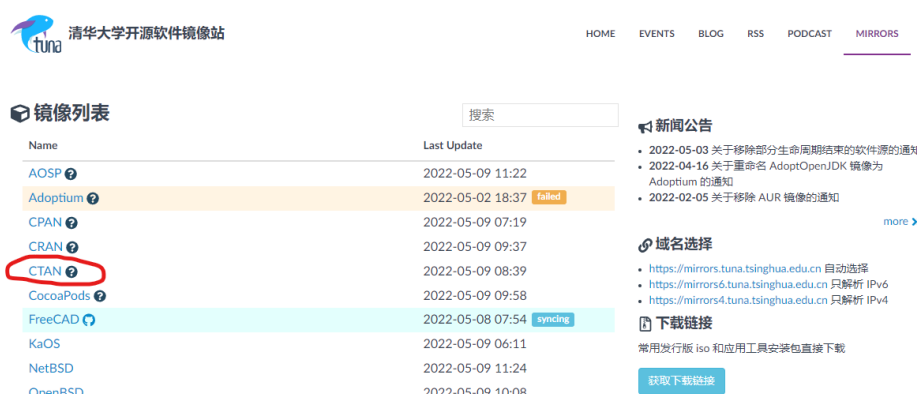 tuna 清华大学开源软件镜像站
HOME EVENTS BLOG RSS PODCAST MIRRORS
镜像列表
搜索
Name Last Update
AOSP 2022-05-09 11:22
Adoptium 2022-05-02 18:37 failed
CPAN 2022-05-09 07:19
CRAN 2022-05-09 09:37
CTAN 2022-05-09 08:39
CocoaPods 2022-05-09 09:58
FreeCAD 2022-05-08 07:54 syncing
KaOS 2022-05-09 06:11
NetBSD 2022-05-09 11:24
OpenBSD 2022-05-09 10:08
新闻公告
2022-05-03 关于移除部分生命周期结束的软件源的通知
2022-04-16 关于重命名 AdoptOpenJDK 镜像为
Adoptium 的通知
2022-02-05 关于移除 AUR 镜像的通知
more
域名选择
https://mirrors.tuna.tsinghua.edu.cn 自动选择
https://mirrors6.tuna.tsinghua.edu.cn 只解析 IPv6
https://mirrors4.tuna.tsinghua.edu.cn 只解析 IPv4
下载链接
常用发行版 iso 和应用工具安装包直接下载
获取下载链接